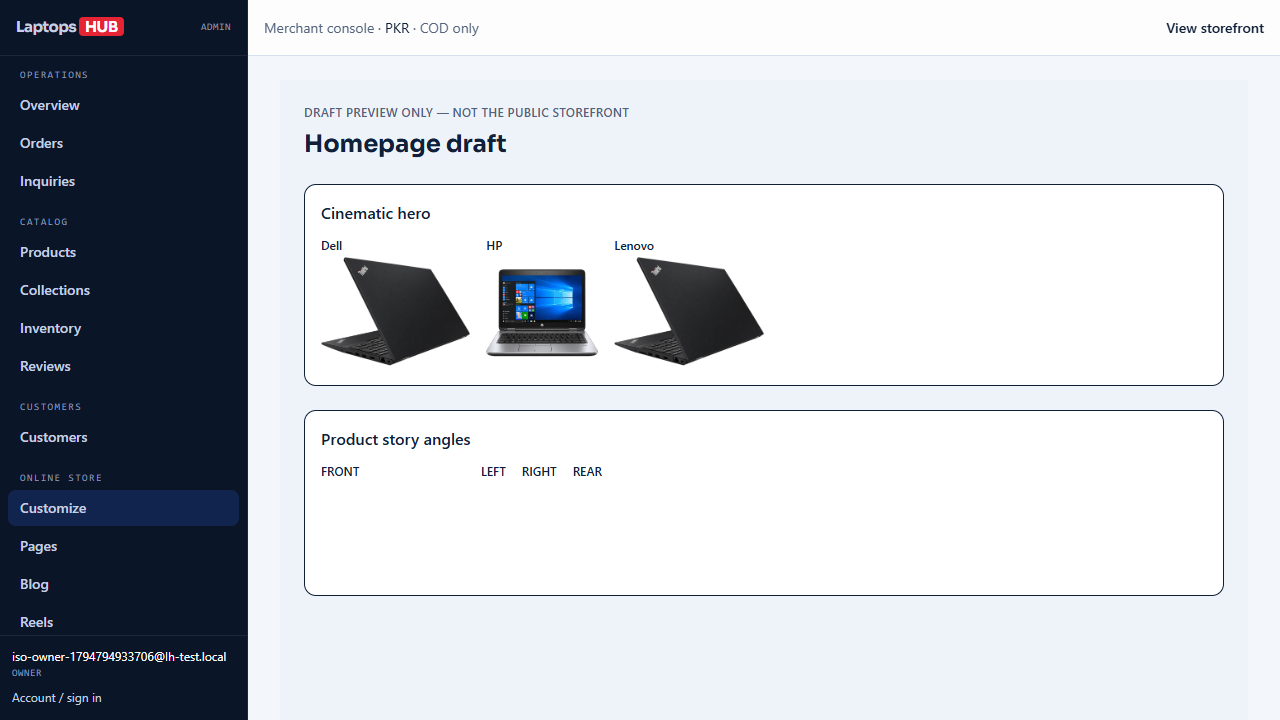 Laptops HUB
ADMIN
OPERATIONS
Overview
Orders
Inquiries
CATALOG
Products
Collections
Inventory
Reviews
CUSTOMERS
Customers
ONLINE STORE
Customize
Pages
Blog
Reels
iso-owner-1794794933706@lh-test.local
OWNER
Account / sign in
Merchant console · PKR · COD only
View storefront
DRAFT PREVIEW ONLY — NOT THE PUBLIC STOREFRONT
Homepage draft
Cinematic hero
Dell HP Lenovo
Product story angles
FRONT LEFT RIGHT REAR